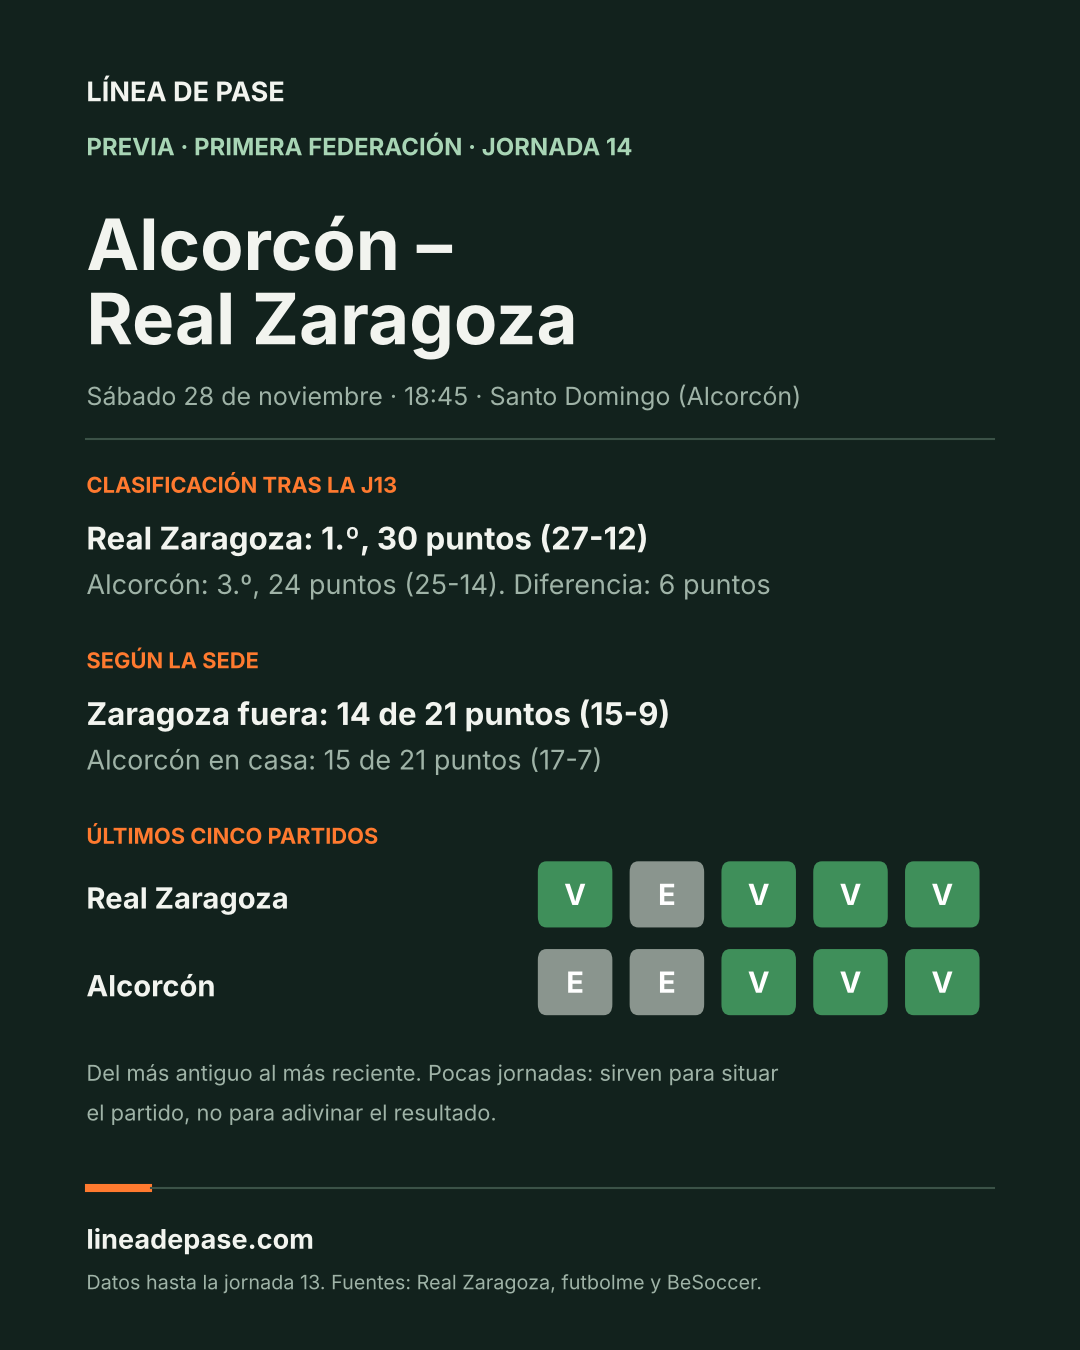 LÍNEA DE PASE
PREVIA · PRIMERA FEDERACIÓN · JORNADA 14
Alcorcón –
Real Zaragoza
Sábado 28 de noviembre · 18:45 · Santo Domingo (Alcorcón)
CLASIFICACIÓN TRAS LA J13
Real Zaragoza: 1.º, 30 puntos (27-12)
Alcorcón: 3.º, 24 puntos (25-14). Diferencia: 6 puntos
SEGÚN LA SEDE
Zaragoza fuera: 14 de 21 puntos (15-9)
Alcorcón en casa: 15 de 21 puntos (17-7)
ÚLTIMOS CINCO PARTIDOS
Real Zaragoza V E V V V
Alcorcón E E V V V
Del más antiguo al más reciente. Pocas jornadas: sirven para situar
el partido, no para adivinar el resultado.
lineadepase.com
Datos hasta la jornada 13. Fuentes: Real Zaragoza, futbolme y BeSoccer.